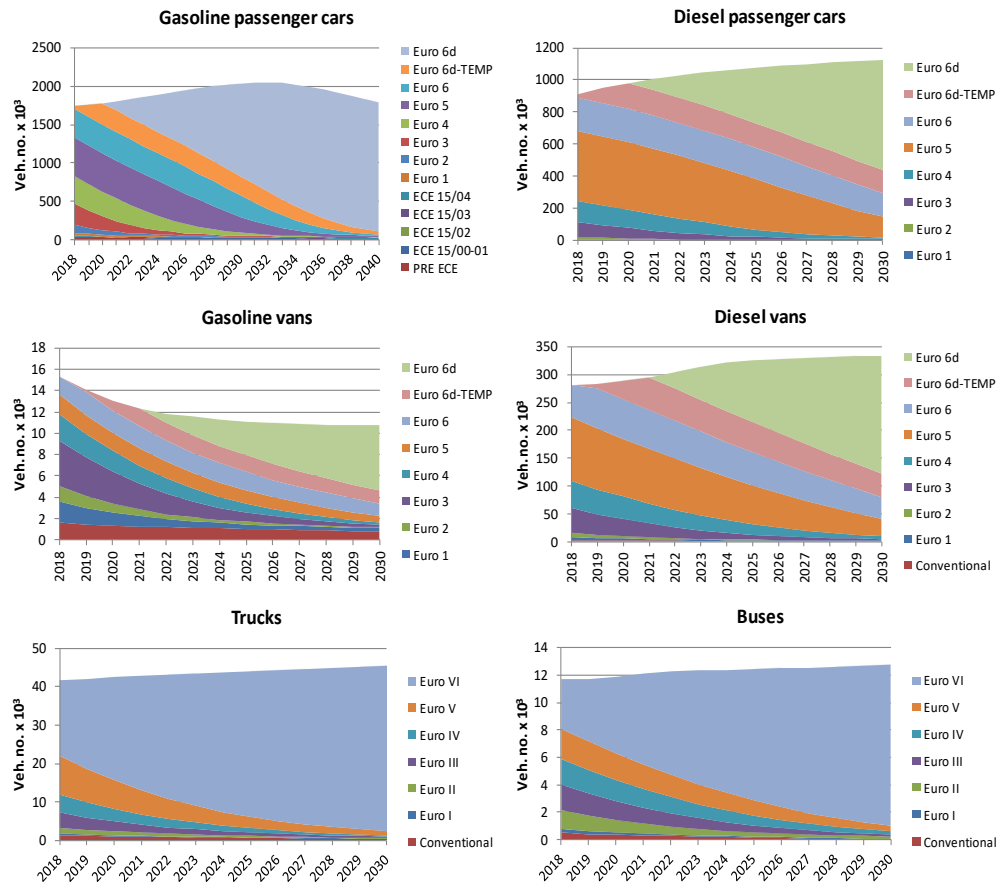 Gasoline passenger cars
Veh. no. x 10³
2500
2000
1500
1000
500
0
2018
2020
2022
2024
2026
2028
2030
2032
2034
2036
2038
2040
Euro 6d
Euro 6d-TEMP
Euro 6
Euro 5
Euro 4
Euro 3
Euro 2
Euro 1
ECE 15/04
ECE 15/03
ECE 15/02
ECE 15/00-01
PRE ECE
Diesel passenger cars
Veh. no. x 10³
1200
1000
800
600
400
200
0
2018
2019
2020
2021
2022
2023
2024
2025
2026
2027
2028
2029
2030
Euro 6d
Euro 6d-TEMP
Euro 6
Euro 5
Euro 4
Euro 3
Euro 2
Euro 1
Gasoline vans
Veh. no. x 10³
18
16
14
12
10
8
6
4
2
0
2018
2019
2020
2021
2022
2023
2024
2025
2026
2027
2028
2029
2030
Euro 6d
Euro 6d-TEMP
Euro 6
Euro 5
Euro 4
Euro 3
Euro 2
Euro 1
Diesel vans
Veh. no. x 10³
350
300
250
200
150
100
50
0
2018
2019
2020
2021
2022
2023
2024
2025
2026
2027
2028
2029
2030
Euro 6d
Euro 6d-TEMP
Euro 6
Euro 5
Euro 4
Euro 3
Euro 2
Euro 1
Conventional
Trucks
Veh. no. x 10³
50
40
30
20
10
0
2018
2019
2020
2021
2022
2023
2024
2025
2026
2027
2028
2029
2030
Euro VI
Euro V
Euro IV
Euro III
Euro II
Euro I
Conventional
Buses
Veh. no. x 10³
14
12
10
8
6
4
2
0
2018
2019
2020
2021
2022
2023
2024
2025
2026
2027
2028
2029
2030
Euro VI
Euro V
Euro IV
Euro III
Euro II
Euro I
Conventional